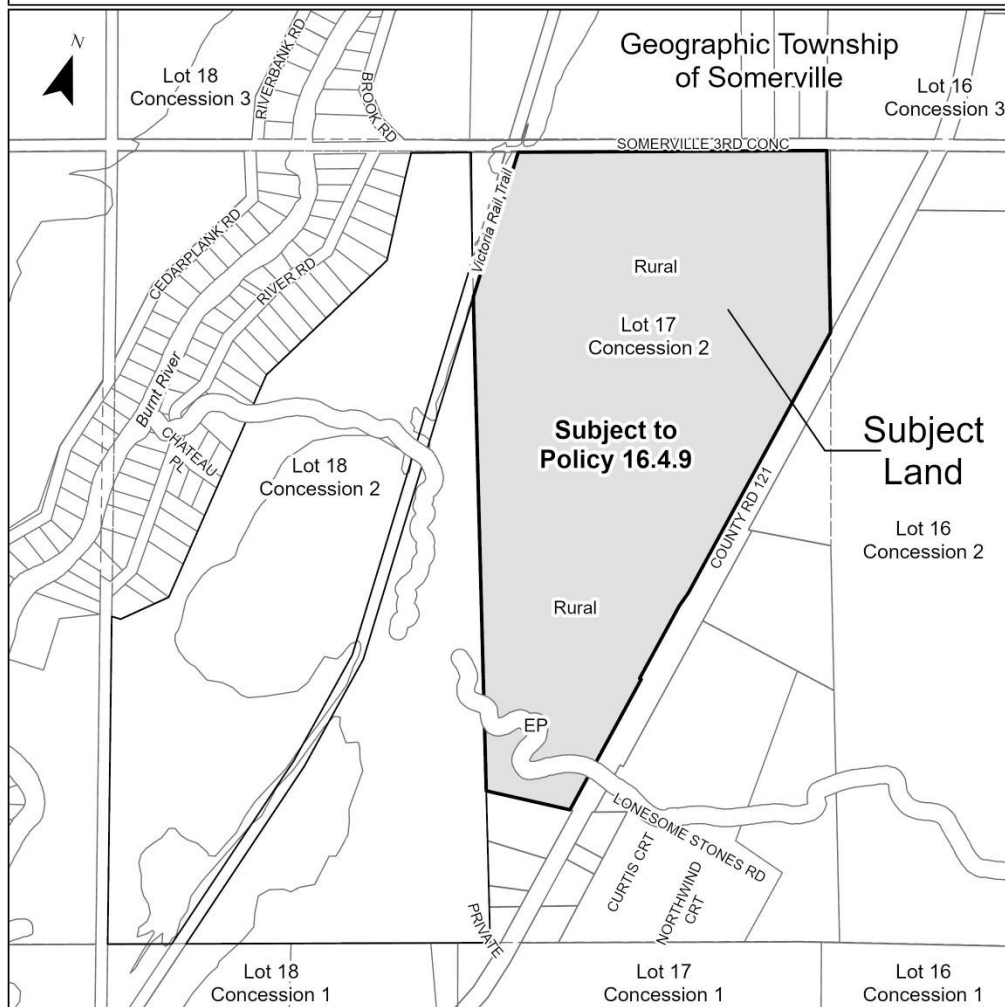 N
Geographic Township
of Somerville
Lot 18
Concession 3
RIVERBANK RD
BROOK RD
Lot 16
Concession 3
SOMERVILLE 3RD CONC
Victoria Rail Trail
CEDARPLANK RD
RIVER RD
Rural
Lot 17
Concession 2
Burnt River
CHATEAU
PL
Lot 18
Concession 2
Subject to
Policy 16.4.9
Subject
Land
COUNTY RD 121
Lot 16
Concession 2
Rural
EP
LONESOME STONES RD
CURTIS CRT
NORTHWIND
CRT
PRIVATE
Lot 18
Concession 1
Lot 17
Concession 1
Lot 16
Concession 1